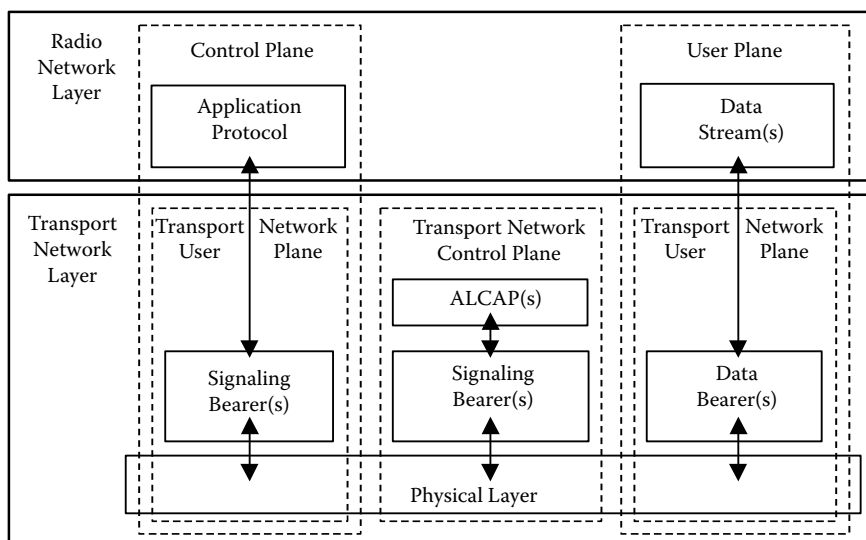 Radio
Network
Layer
Control Plane
User Plane
Application
Protocol
Data
Stream(s)
Transport
Network
Layer
Transport Network
User Plane
Transport Network
Control Plane
Transport Network
User Plane
ALCAP(s)
Signaling
Bearer(s)
Signaling
Bearer(s)
Data
Bearer(s)
Physical Layer